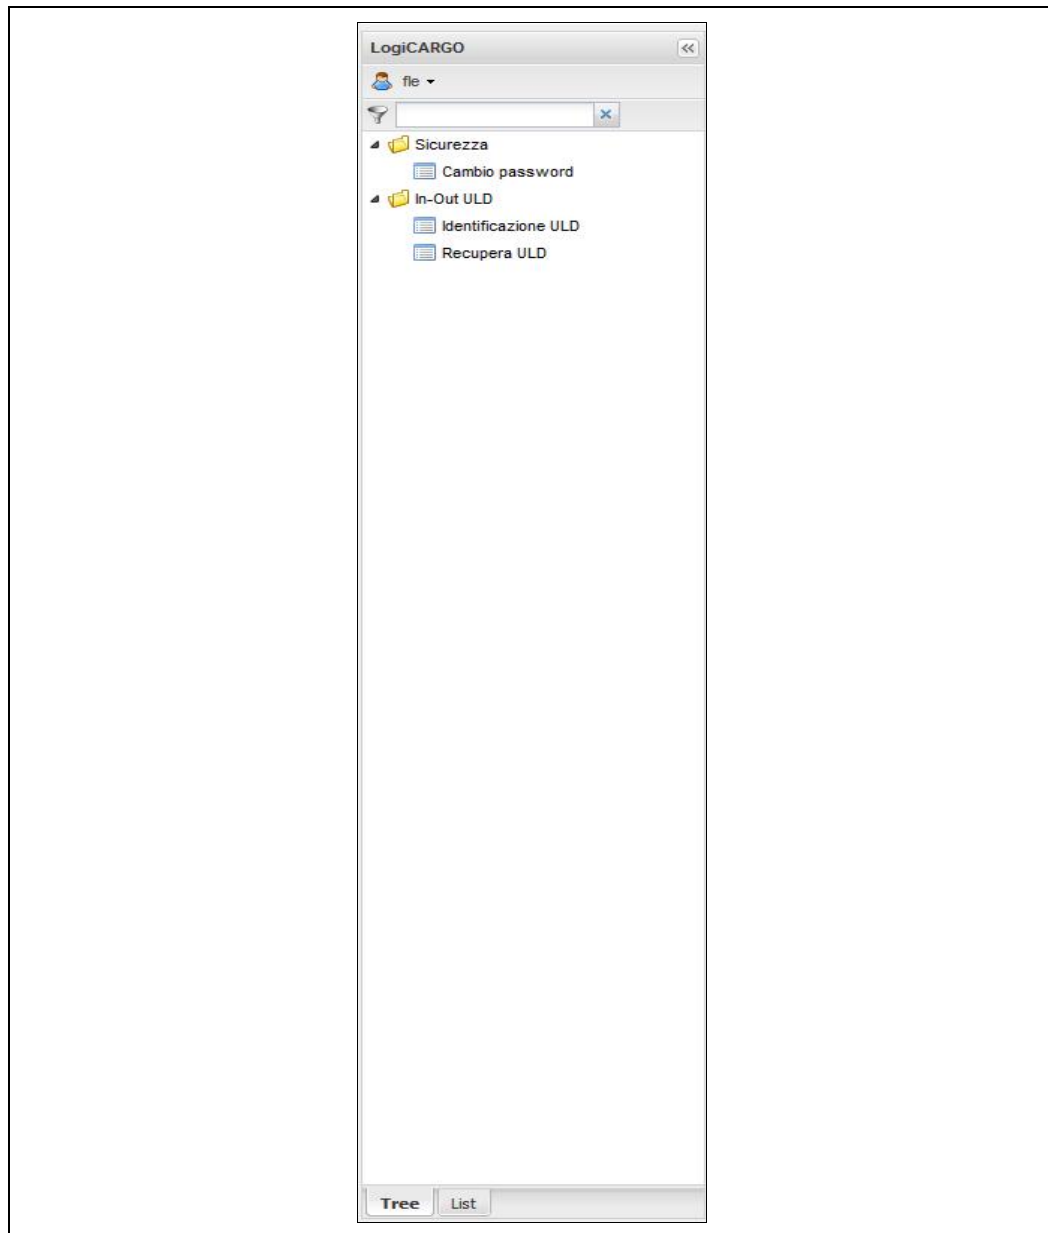 LogiCARGO
fle
Sicurezza
Cambio password
In-Out ULD
Identificazione ULD
Recupera ULD
Tree List